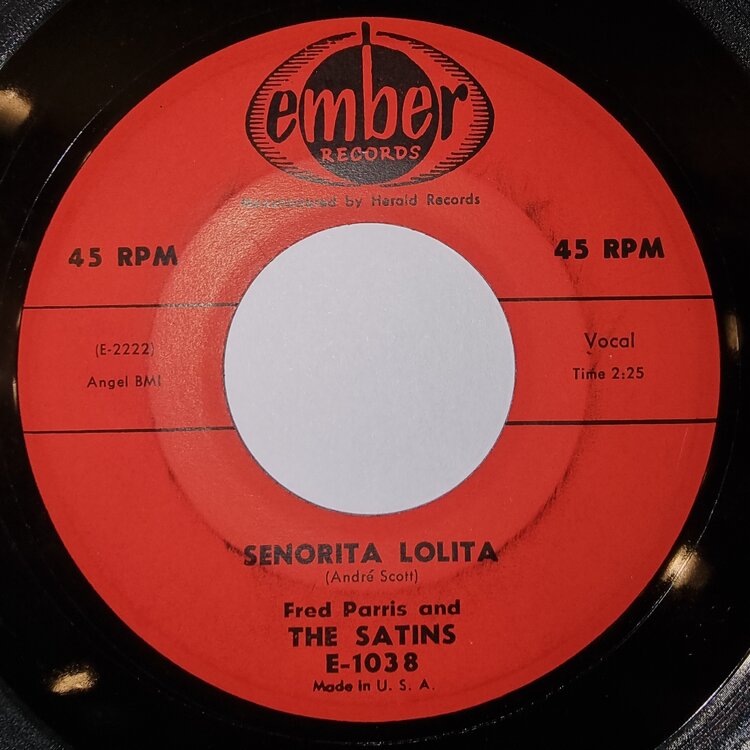 ember
RECORDS
by Herald Records
45 RPM
45 RPM
(E-2222)
Angel BMI
Vocal
Time 2:25
SENORITA LOLITA
(André Scott)
Fred Parris and
THE SATINS
E-1038
Made in U. S. A.